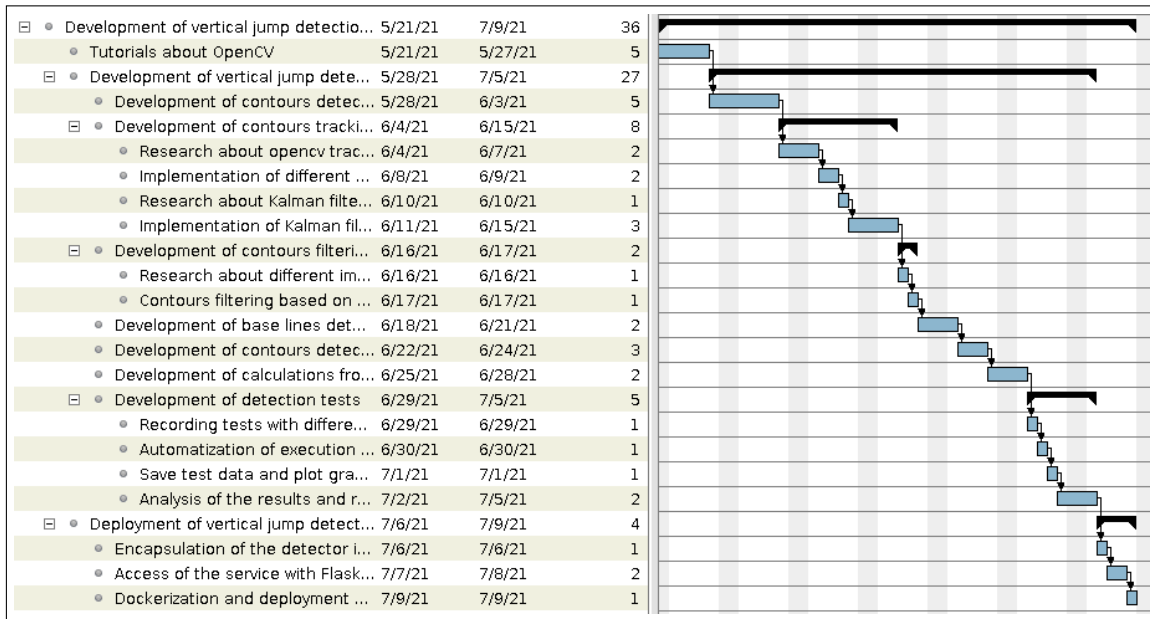 Development of vertical jump detectio... 5/21/21 7/9/21 36
Tutorials about OpenCV 5/21/21 5/27/21 5
Development of vertical jump dete... 5/28/21 7/5/21 27
Development of contours detec... 5/28/21 6/3/21 5
Development of contours tracki... 6/4/21 6/15/21 8
Research about opencv trac... 6/4/21 6/7/21 2
Implementation of different ... 6/8/21 6/9/21 2
Research about Kalman filte... 6/10/21 6/10/21 1
Implementation of Kalman fil... 6/11/21 6/15/21 3
Development of contours filteri... 6/16/21 6/17/21 2
Research about different im... 6/16/21 6/16/21 1
Contours filtering based on ... 6/17/21 6/17/21 1
Development of base lines det... 6/18/21 6/21/21 2
Development of contours detec... 6/22/21 6/24/21 3
Development of calculations fro... 6/25/21 6/28/21 2
Development of detection tests 6/29/21 7/5/21 5
Recording tests with differe... 6/29/21 6/29/21 1
Automatization of execution ... 6/30/21 6/30/21 1
Save test data and plot gra... 7/1/21 7/1/21 1
Analysis of the results and r... 7/2/21 7/5/21 2
Deployment of vertical jump detect... 7/6/21 7/9/21 4
Encapsulation of the detector i... 7/6/21 7/6/21 1
Access of the service with Flask... 7/7/21 7/8/21 2
Dockerization and deployment ... 7/9/21 7/9/21 1